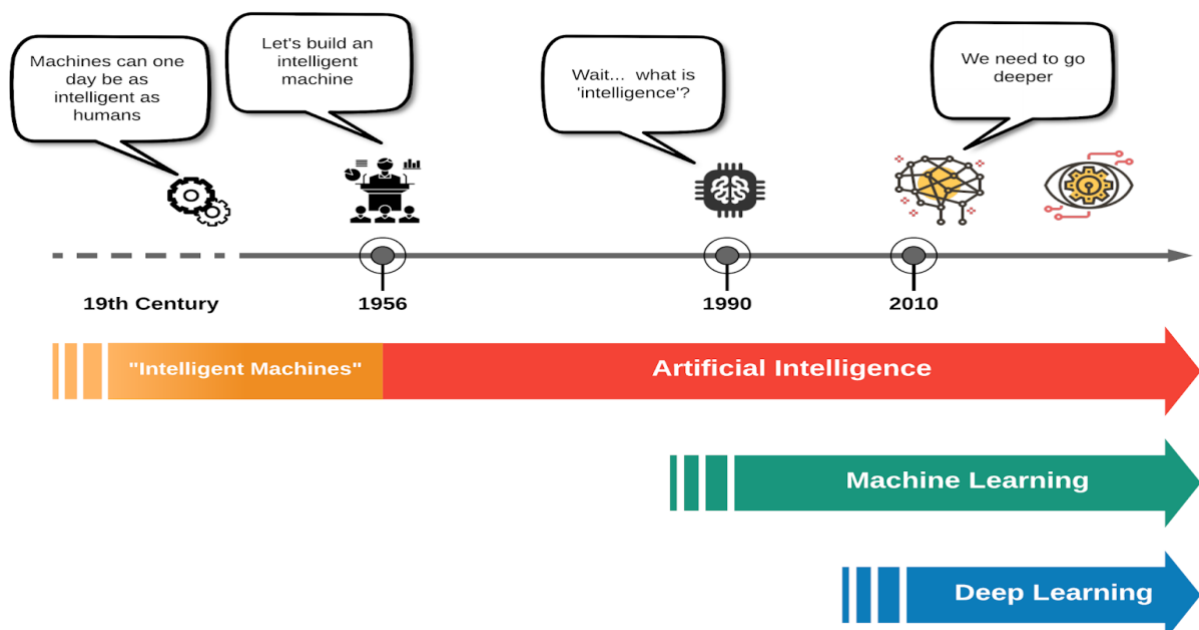 Machines can one
day be as
intelligent as
humans
Let's build an
intelligent
machine
Wait... what is
'intelligence'?
We need to go
deeper
19th Century
1956
1990
2010
"Intelligent Machines"
Artificial Intelligence
Machine Learning
Deep Learning